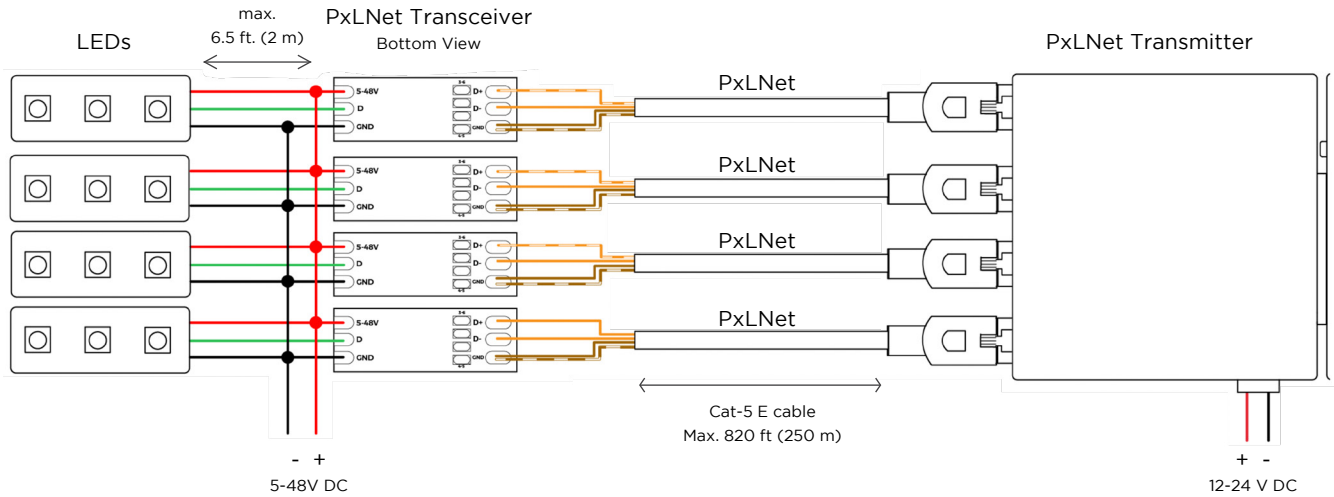 LEDs
max.
6.5 ft. (2 m)
PxLNet Transceiver
Bottom View
PxLNet Transmitter
5-48V
D
GND
D+
D-
GND
PxLNet
5-48V
D
GND
D+
D-
GND
PxLNet
5-48V
D
GND
D+
D-
GND
PxLNet
5-48V
D
GND
D+
D-
GND
PxLNet
Cat-5 E cable
Max. 820 ft (250 m)
- +
5-48V DC
+ -
12-24 V DC